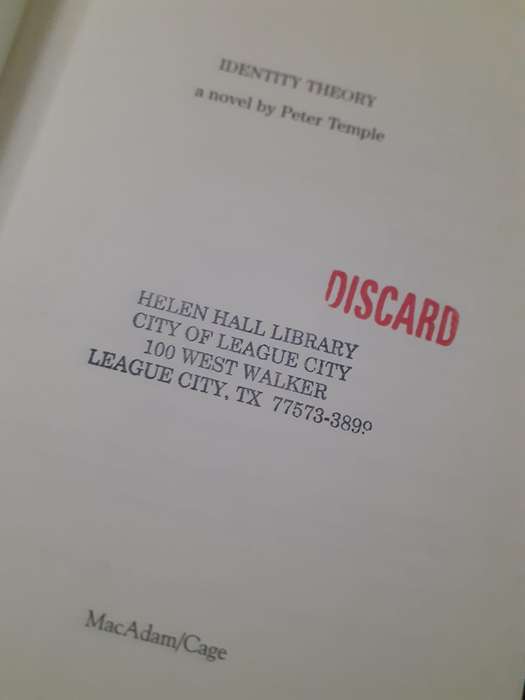 IDENTITY THEORY
a novel by Peter Temple
DISCARD
HELEN HALL LIBRARY
CITY OF LEAGUE CITY
100 WEST WALKER
LEAGUE CITY, TX 77573-3899
MacAdam/Cage